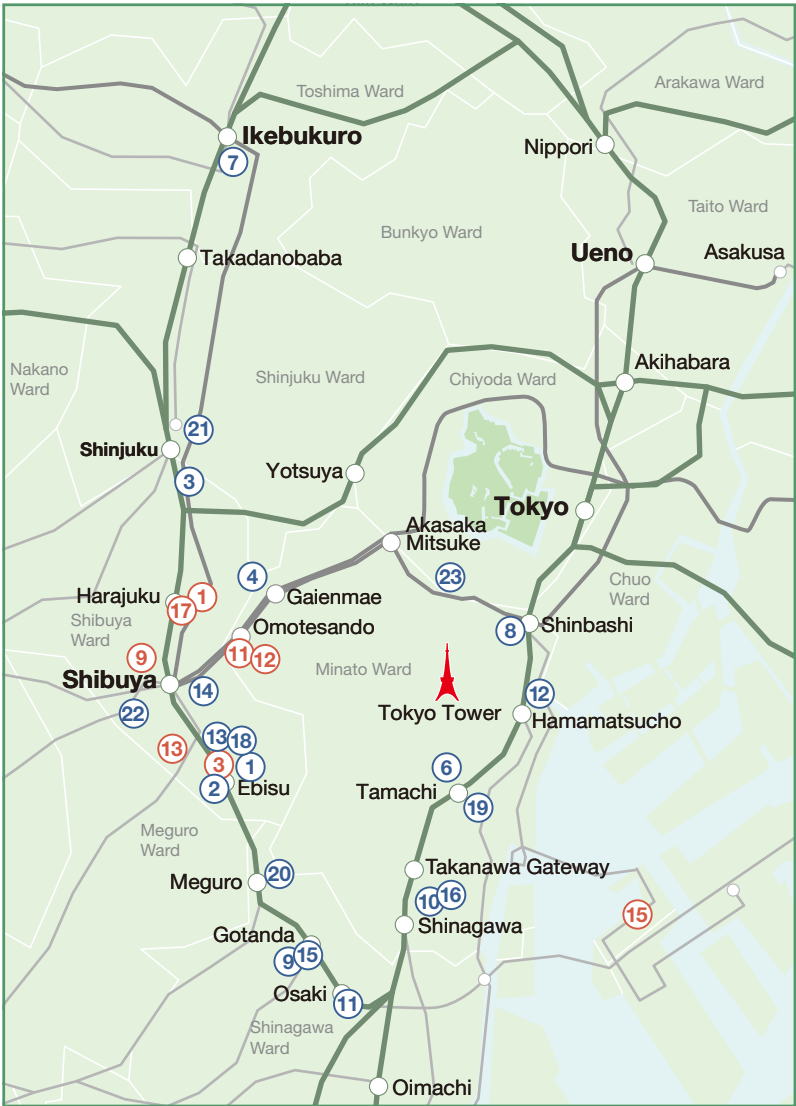 Toshima Ward
Arakawa Ward
Ikebukuro
7
Nippori
Taito Ward
Bunkyo Ward
Ueno
Asakusa
Takadanobaba
Akihabara
Nakano
Ward
Shinjuku Ward
Chiyoda Ward
21
Shinjuku
3
Yotsuya
Tokyo
Akasaka
Mitsuke
4
23
Chuo
Ward
Harajuku
1
17
Gaienmae
Shibuya
Ward
Omotesando
8
Shinbashi
9
11
12
Minato Ward
Shibuya
14
22
Tokyo Tower
12
Hamamatsucho
13
18
13
3
1
2
Ebisu
6
Tamachi
19
Meguro
Ward
Meguro
20
Takanawa Gateway
10
16
15
Shinagawa
Gotanda
9
15
Osaki
11
Shinagawa
Ward
Oimachi